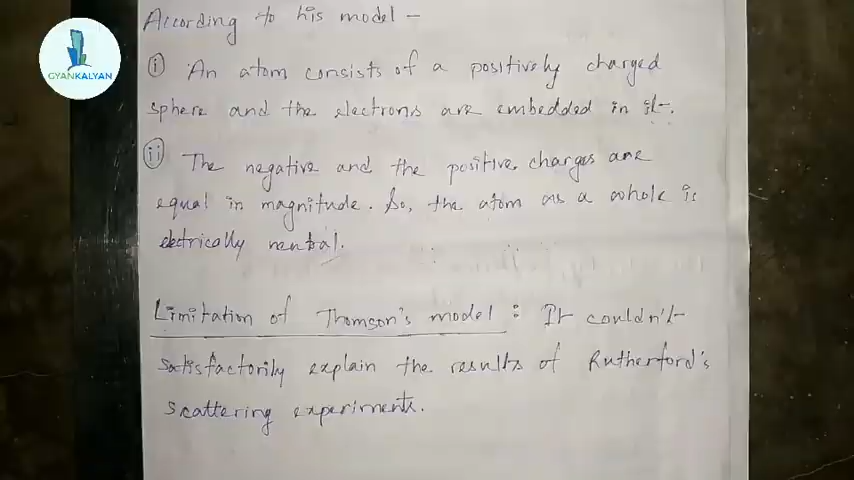 According to his model -
GYANKALYAN
(i) An atom consists of a positively charged
sphere and the electrons are embedded in it.
(ii) The negative and the positive charges are
equal in magnitude. So, the atom as a whole is
electrically neutral.
Limitation of Thomson's model : It couldn't
satisfactorily explain the results of Rutherford's
scattering experiments.